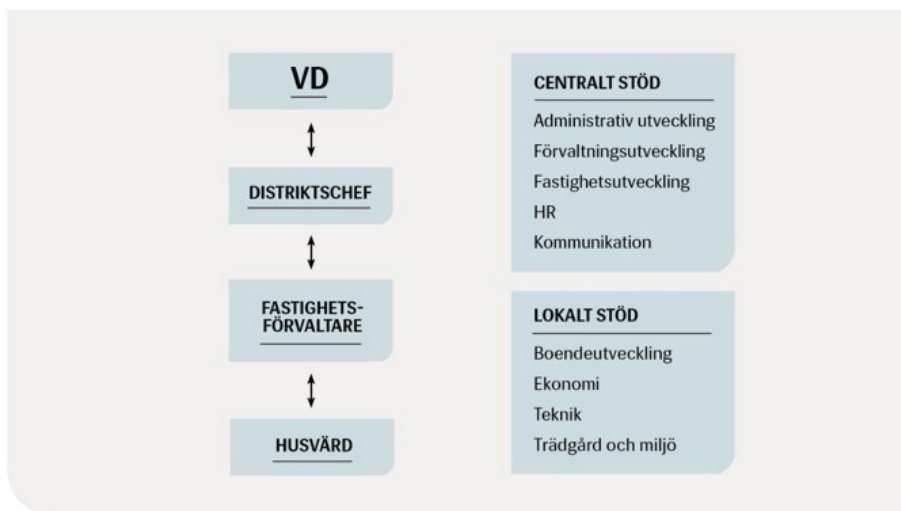 VD
DISTRIKTSCHEF
FASTIGHETS-
FÖRVALTARE
HUSVÄRD
CENTRALT STÖD
Administrativ utveckling
Förvaltningsutveckling
Fastighetsutveckling
HR
Kommunikation
LOKALT STÖD
Boendeutveckling
Ekonomi
Teknik
Trädgård och miljö